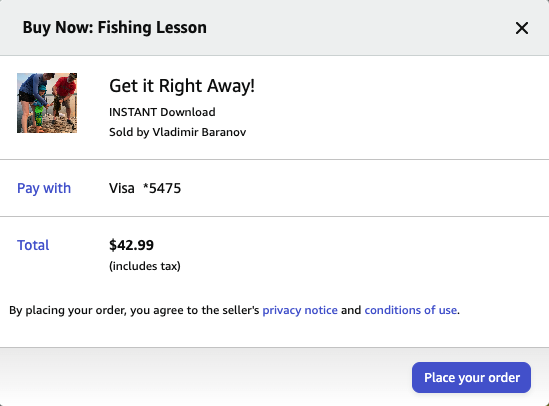 Buy Now: Fishing Lesson
Get it Right Away!
INSTANT Download
Sold by Vladimir Baranov
Pay with
Visa *5475
Total
$42.99
(includes tax)
By placing your order, you agree to the seller's privacy notice and conditions of use.
Place your order